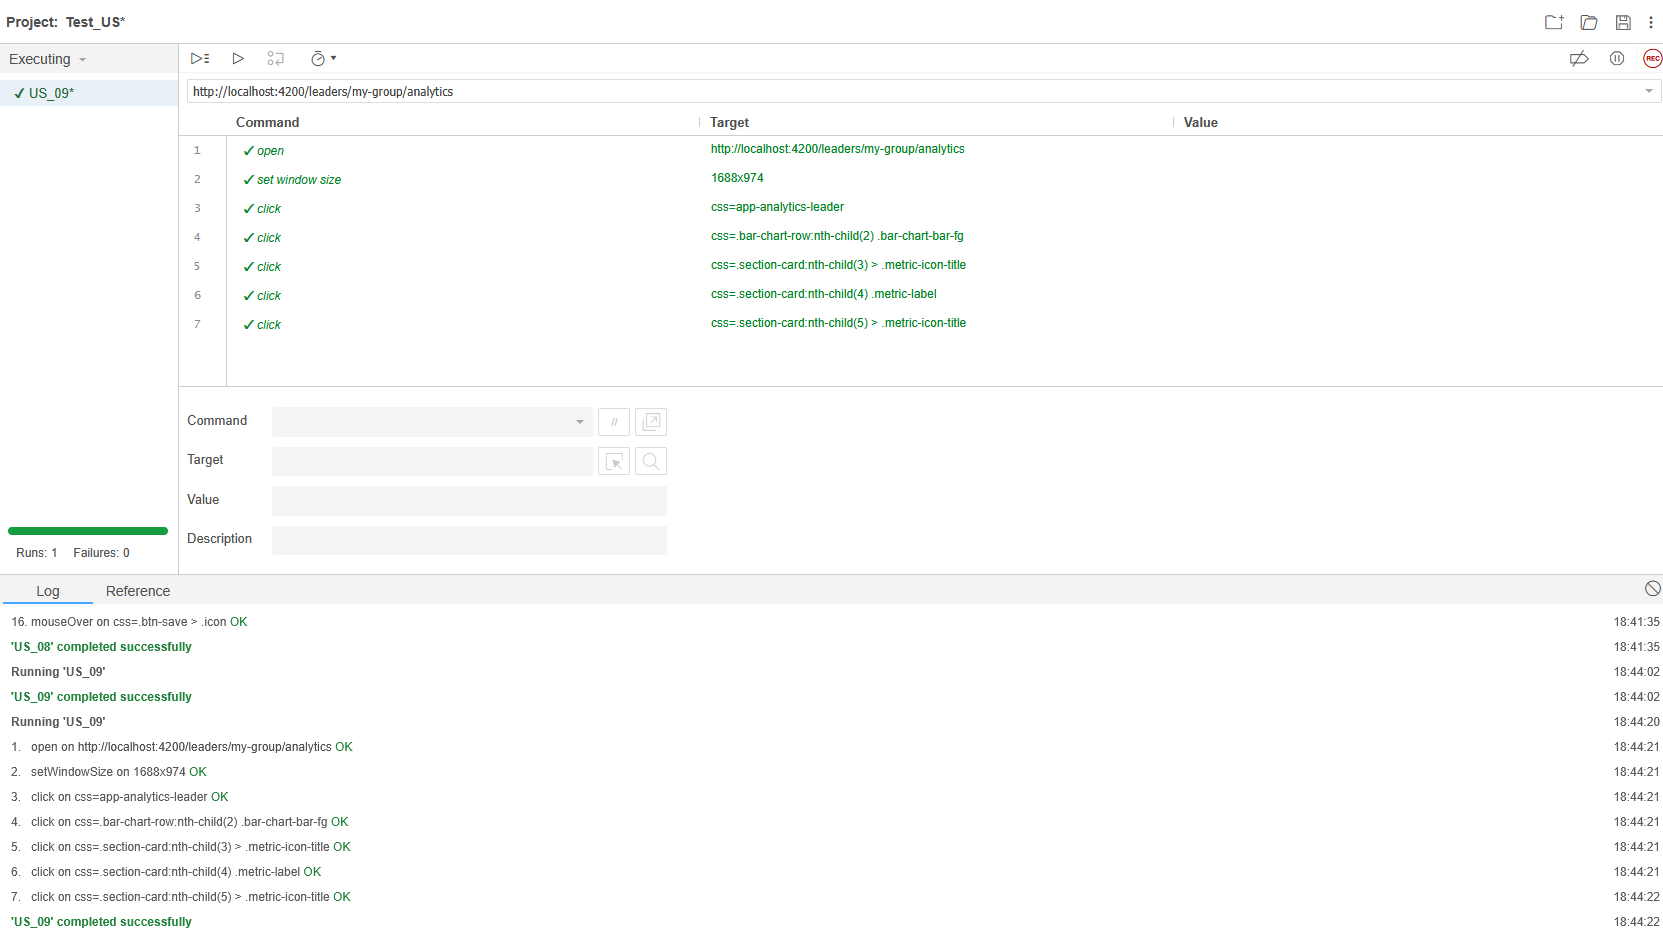 Project: Test_US*
Executing
REC
✓ US_09*
http://localhost:4200/leaders/my-group/analytics
Command Target Value
1 ✓ open http://localhost:4200/leaders/my-group/analytics
2 ✓ set window size 1688x974
3 ✓ click css=app-analytics-leader
4 ✓ click css=.bar-chart-row:nth-child(2) .bar-chart-bar-fg
5 ✓ click css=.section-card:nth-child(3) > .metric-icon-title
6 ✓ click css=.section-card:nth-child(4) .metric-label
7 ✓ click css=.section-card:nth-child(5) > .metric-icon-title
Command //
Target
Value
Description
Runs: 1 Failures: 0
Log Reference
16. mouseOver on css=.btn-save > .icon OK 18:41:35
'US_08' completed successfully 18:41:35
Running 'US_09' 18:44:02
'US_09' completed successfully 18:44:02
Running 'US_09' 18:44:20
1. open on http://localhost:4200/leaders/my-group/analytics OK 18:44:21
2. setWindowSize on 1688x974 OK 18:44:21
3. click on css=app-analytics-leader OK 18:44:21
4. click on css=.bar-chart-row:nth-child(2) .bar-chart-bar-fg OK 18:44:21
5. click on css=.section-card:nth-child(3) > .metric-icon-title OK 18:44:21
6. click on css=.section-card:nth-child(4) .metric-label OK 18:44:21
7. click on css=.section-card:nth-child(5) > .metric-icon-title OK 18:44:22
'US_09' completed successfully 18:44:22